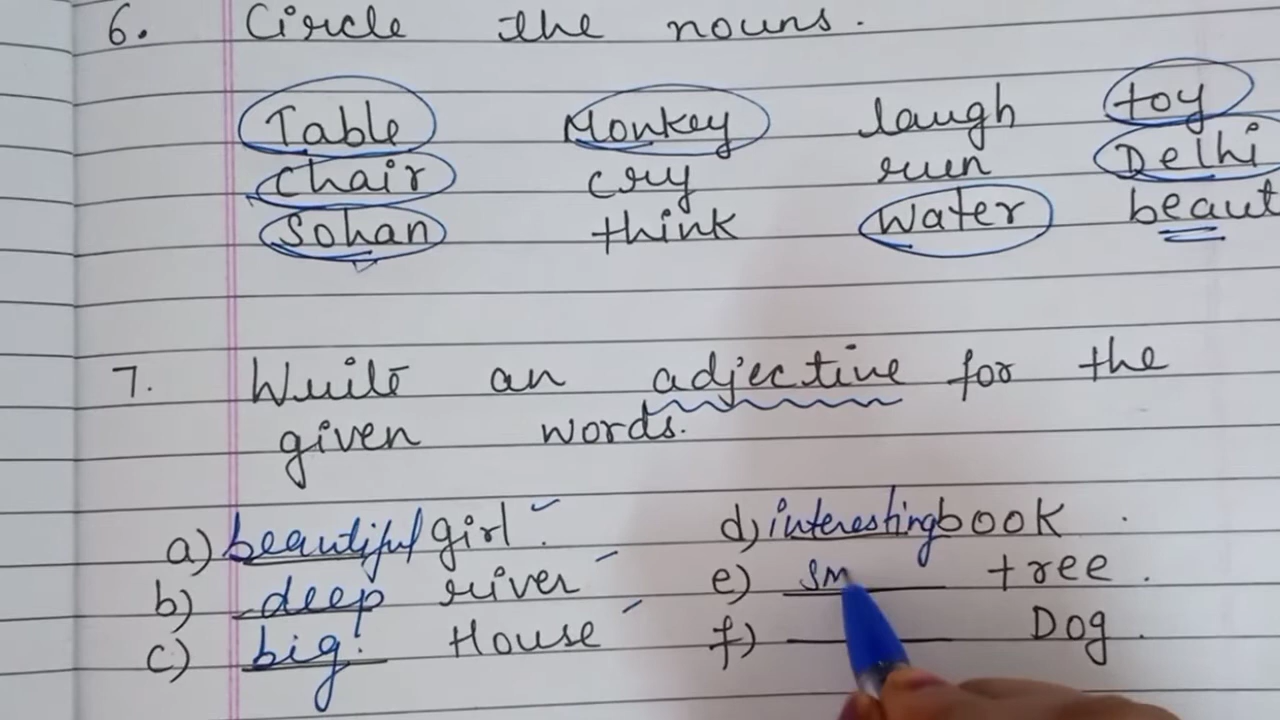 6. Circle the nouns.
Table Monkey laugh toy
Chair cry run Delhi
Sohan think Water beaut
7. Write an adjective for the
given words.
a) beautiful girl. d) interesting book.
b) deep river e) sm tree.
c) big. House f) Dog.